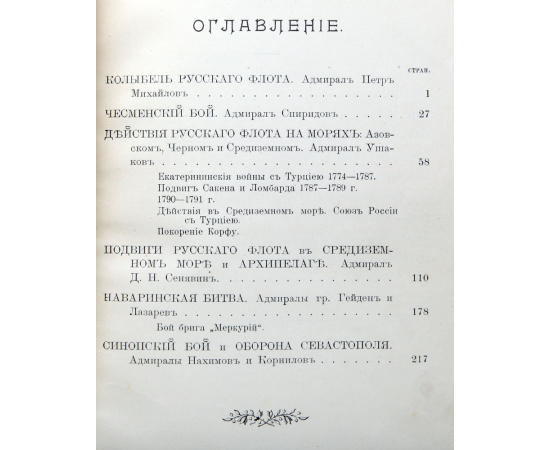 ОГЛАВЛЕНІЕ.
СТРАН.
КОЛЫБЕЛЬ РУССКАГО ФЛОТА. Адмиралъ Петръ
Михайловъ . . . . . . . . . . . . . . . . . . 1
ЧЕСМЕНСКІЙ БОЙ. Адмиралъ Спиридовъ . . . . . . 27
ДѢЙСТВІЯ РУССКАГО ФЛОТА НА МОРЯХЪ: Азов-
скомъ, Черномъ и Средиземномъ. Адмиралъ Уша-
ковъ . . . . . . . . . . . . . . . . . . . 58
Екатерининскія войны съ Турціею 1774—1787.
Подвигъ Сакена и Ломбарда 1787—1789 г.
1790—1791 г.
Дѣйствія въ Средиземномъ морѣ. Союзъ Россіи
съ Турціею.
Покореніе Корфу.
ПОДВИГИ РУССКАГО ФЛОТА въ СРЕДИЗЕМ-
НОМЪ МОРѢ и АРХИПЕЛАГѢ. Адмиралъ
Д. Н. Сенявинъ . . . . . . . . . . . . . . . . 110
НАВАРИНСКАЯ БИТВА. Адмиралы гр. Гейденъ и
Лазаревъ . . . . . . . . . . . . . . . . . . 178
Бой брига „Меркурій".
СИНОПСКІЙ БОЙ и ОБОРОНА СЕВАСТОПОЛЯ.
Адмиралы Нахимовъ и Корниловъ . . . . . . . 217